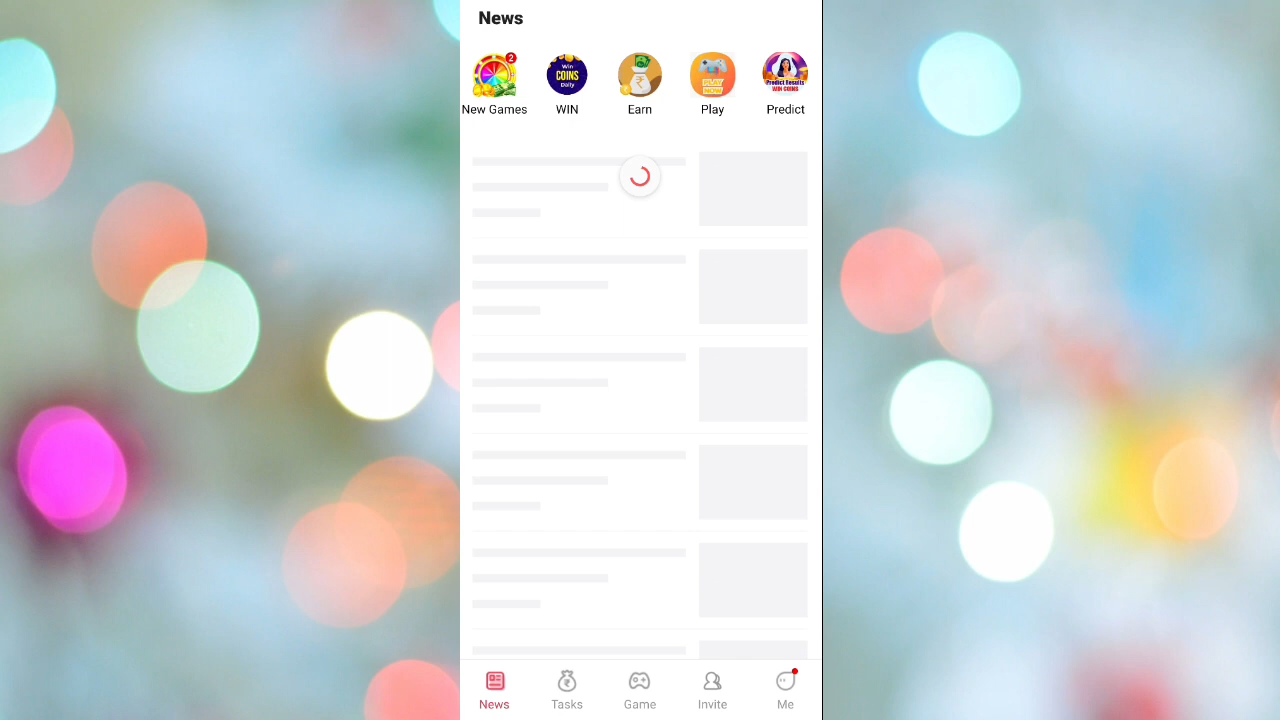 News
2
Win
COINS
Daily
PLAY
NOW
Predict Results
WIN COINS
New Games
WIN
Earn
Play
Predict
News
Tasks
Game
Invite
Me